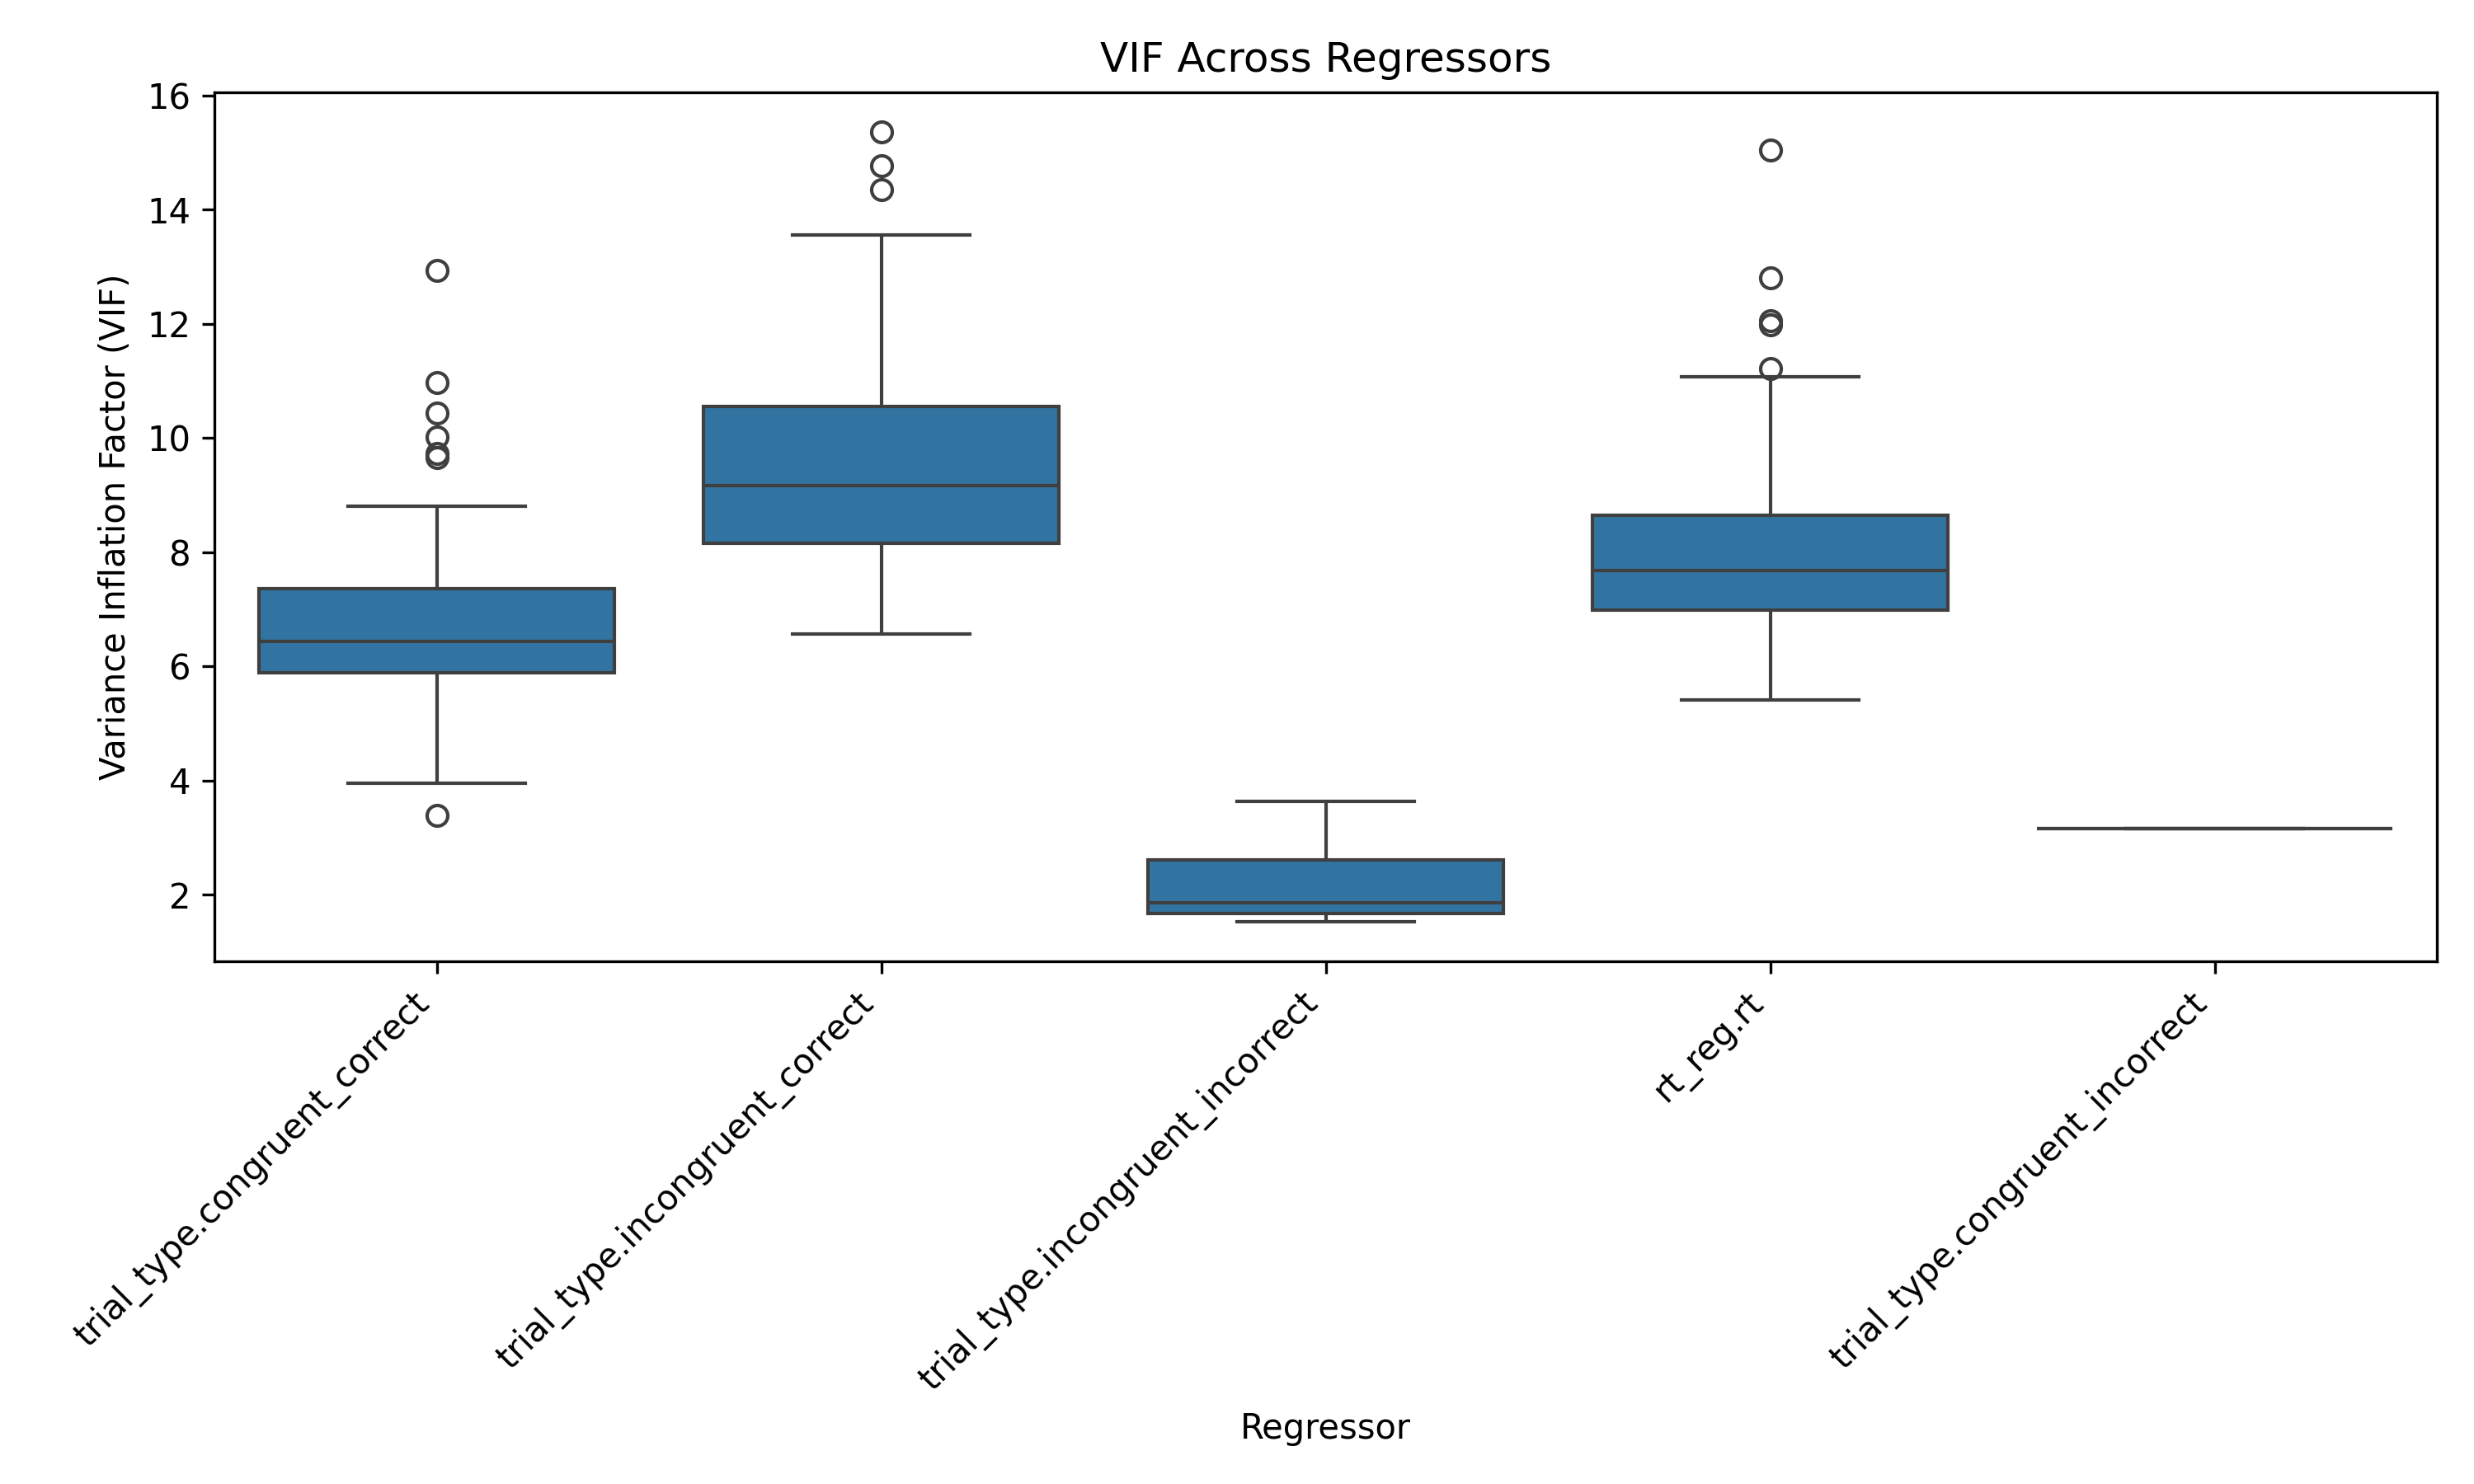 VIF Across Regressors
Variance Inflation Factor (VIF)
16
14
12
10
8
6
4
2
trial_type.congruent_correct
trial_type.incongruent_correct
trial_type.incongruent_incorrect
rt_reg.rt
trial_type.congruent_incorrect
Regressor